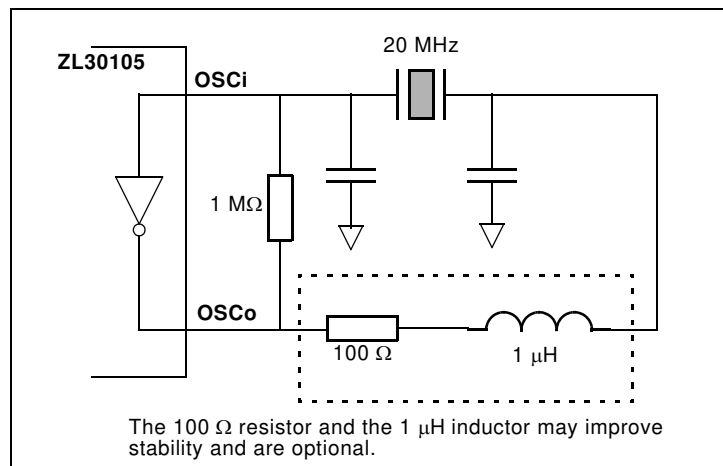 20 MHz
ZL30105
OSCi
1 MΩ
OSCo
100 Ω
1 μH
The 100 Ω resistor and the 1 μH inductor may improve
stability and are optional.